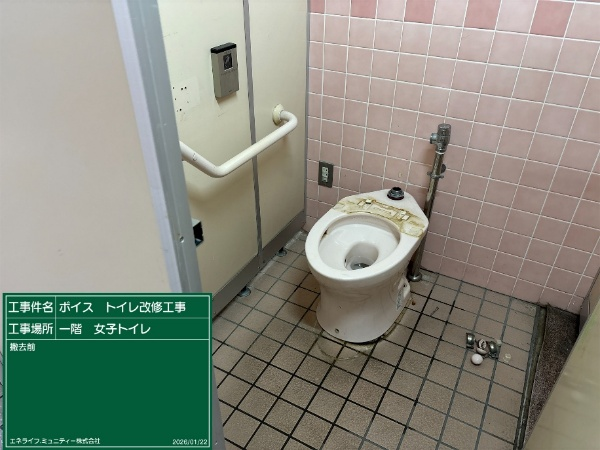 工事件名 ボイス トイレ改修工事
工事場所 一階 女子トイレ
撤去前
エネライフ.ミュニティー株式会社 2026/01/22